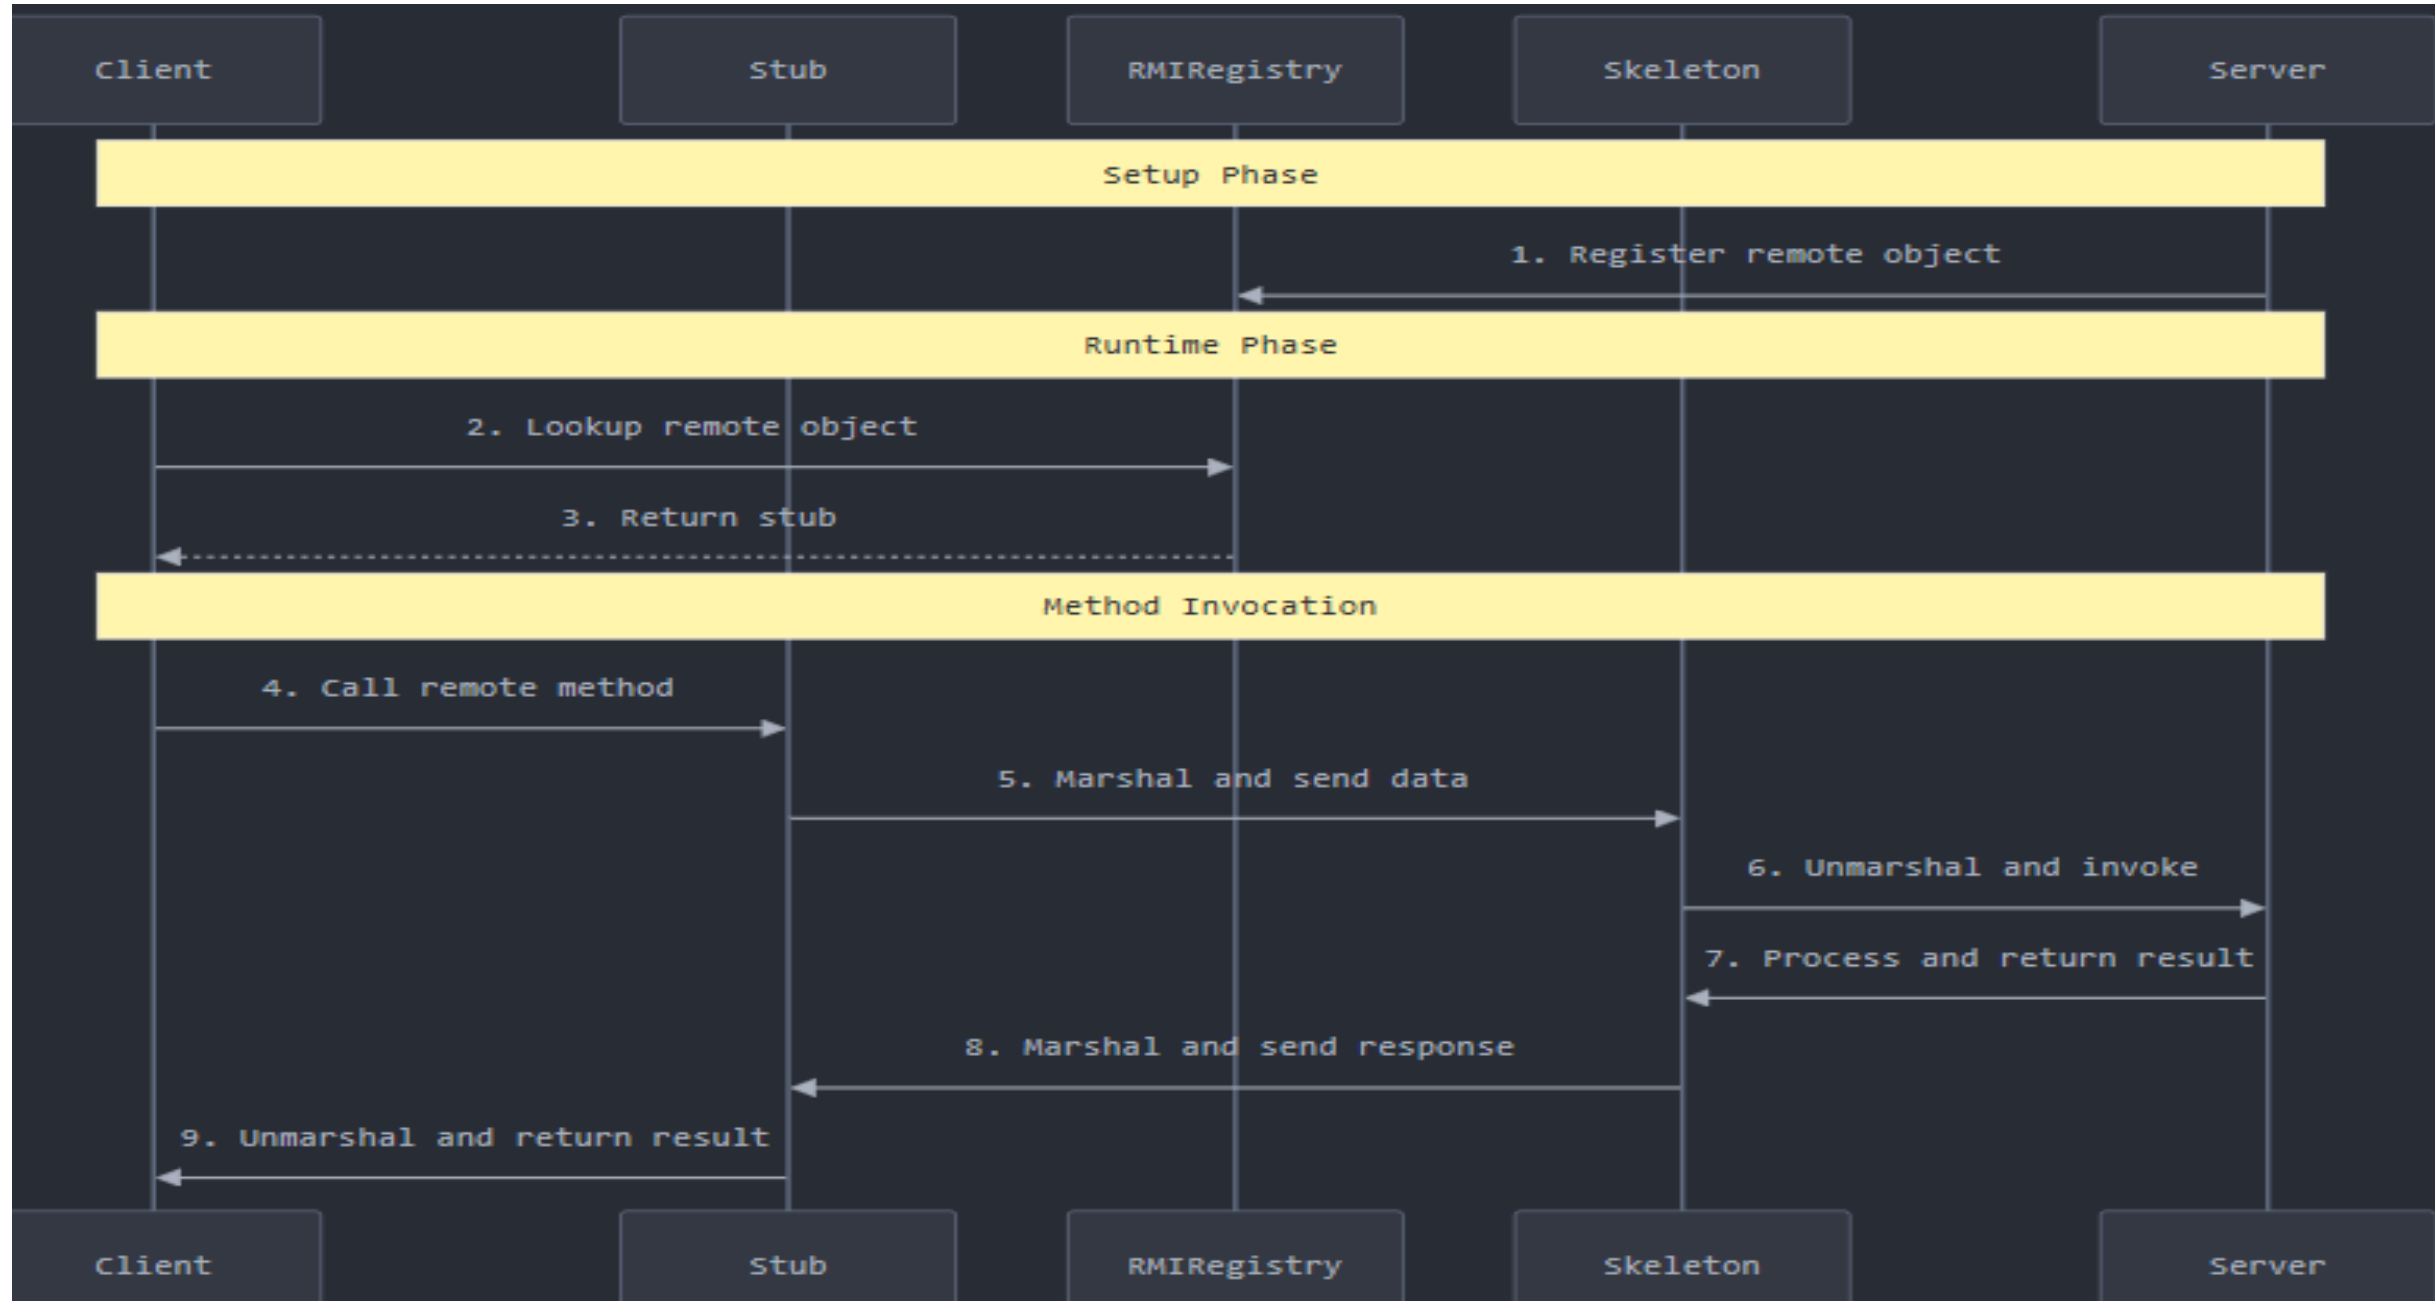 Client
Stub
RMIRegistry
Skeleton
Server
Setup Phase
1. Register remote object
Runtime Phase
2. Lookup remote object
3. Return stub
Method Invocation
4. Call remote method
5. Marshal and send data
6. Unmarshal and invoke
7. Process and return result
8. Marshal and send response
9. Unmarshal and return result
Client
Stub
RMIRegistry
Skeleton
Server